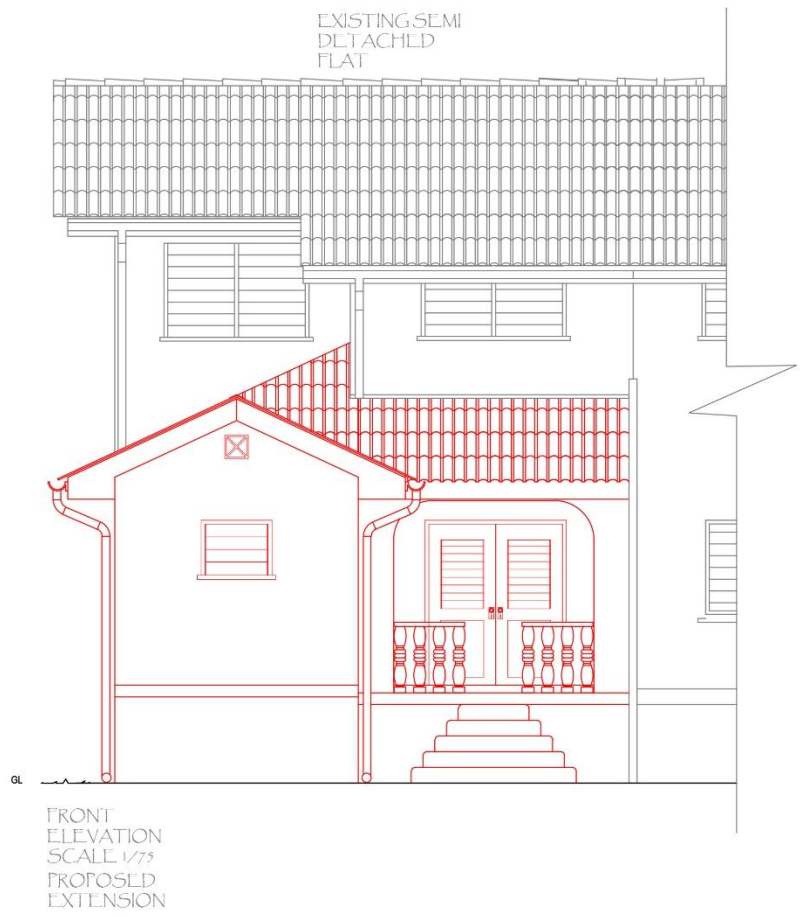 EXISTING SEMI
DETACHED
FLAT
GL
FRONT
ELEVATION
SCALE 1/75
PROPOSED
EXTENSION